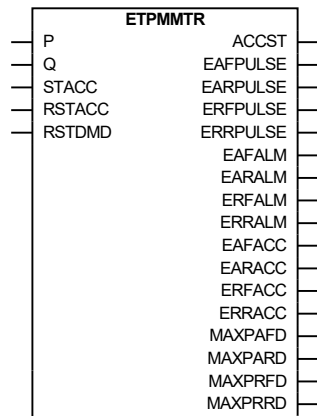 ETPMMTR
P ACCST
Q EAFPULSE
STACC EARPULSE
RSTACC ERFPULSE
RSTDMD ERRPULSE
EAFALM
EARALM
ERFALM
ERRALM
EAFACC
EARACC
ERFACC
ERRACC
MAXPAFD
MAXPARD
MAXPRFD
MAXPRRD